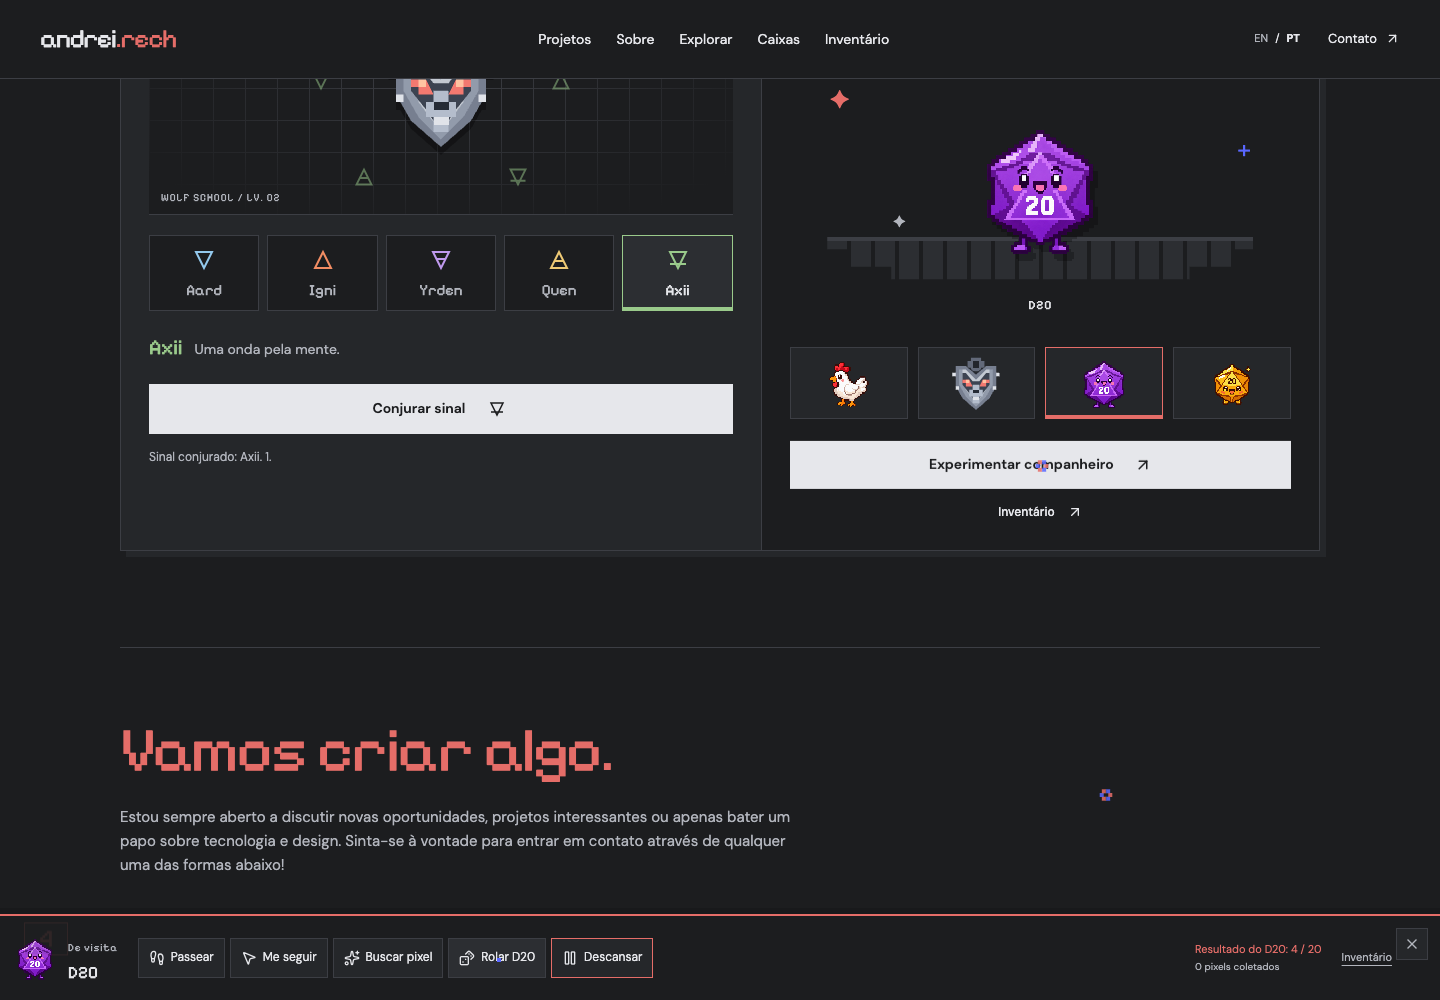 andrei.rech
Projetos
Sobre
Explorar
Caixas
Inventário
EN / PT
Contato
WOLF SCHOOL / LV. 02
Aard
Igni
Yrden
Quen
Axii
Axii Uma onda pela mente.
Conjurar sinal
Sinal conjurado: Axii. 1.
20
D20
20
20
Experimentar companheiro
Inventário
Vamos criar algo.
Estou sempre aberto a discutir novas oportunidades, projetos interessantes ou apenas bater um
papo sobre tecnologia e design. Sinta-se à vontade para entrar em contato através de qualquer
uma das formas abaixo!
20
De visita
D20
Passear
Me seguir
Buscar pixel
Rolar D20
Descansar
Resultado do D20: 4 / 20
0 pixels coletados
Inventário